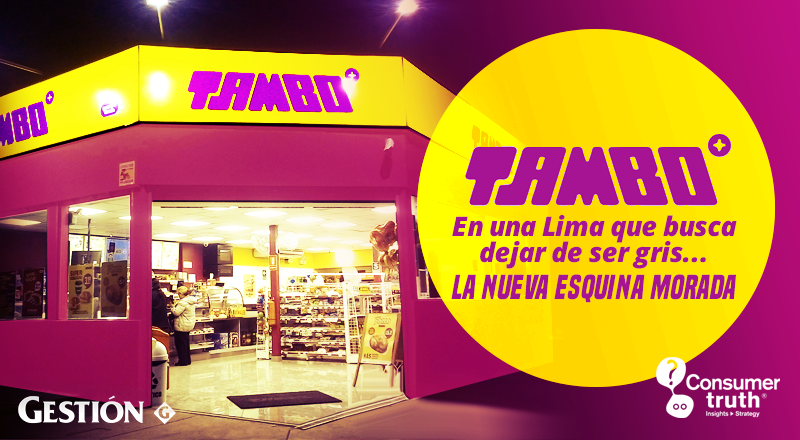 TAMBO+
MBO+
TAMBO+
En una Lima que busca
dejar de ser gris...
LA NUEVA ESQUINA MORADA
GESTIÓN G
Consumer
truth®
Insights ▸ Strategy